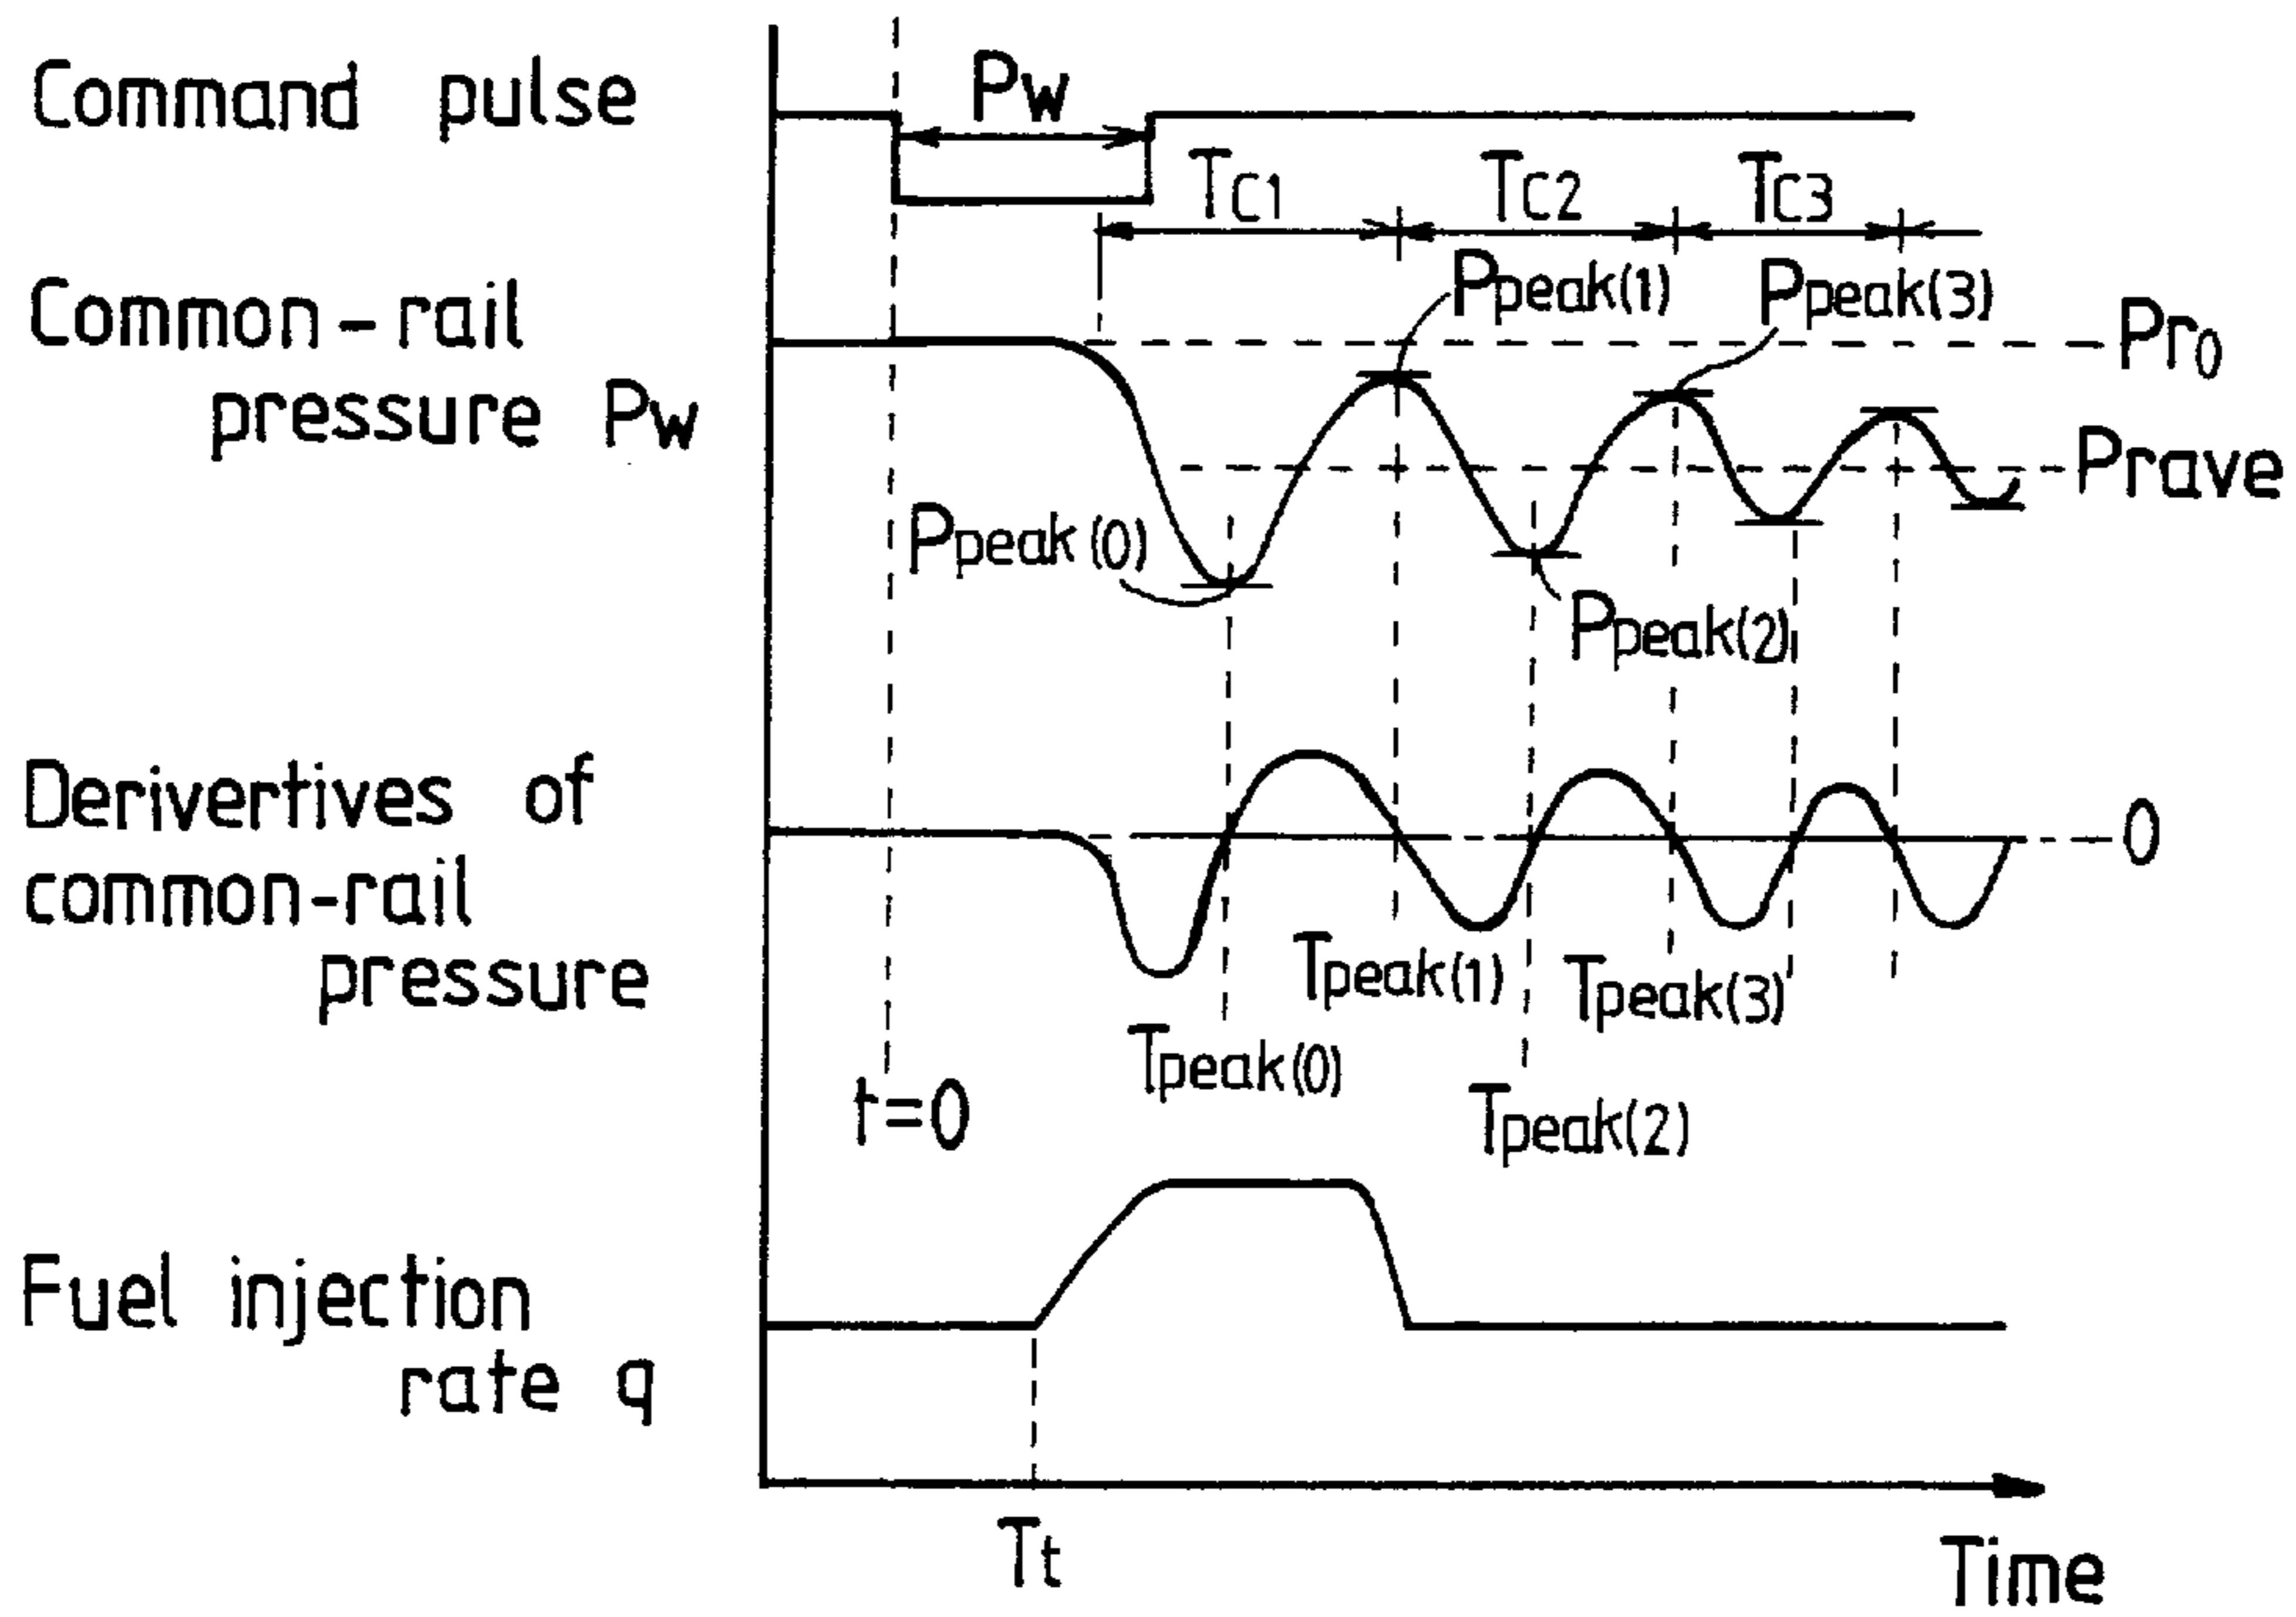 Command pulse
Pw
TC1
TC2
TC3
Common-rail
pressure Pw
Ppeak(1)
Ppeak(3)
Pr0
Prave
Ppeak(0)
Ppeak(2)
Derivertives of
common-rail
pressure
0
Tpeak(1)
Tpeak(3)
Tpeak(0)
t=0
Tpeak(2)
Fuel injection
rate q
Tt
Time